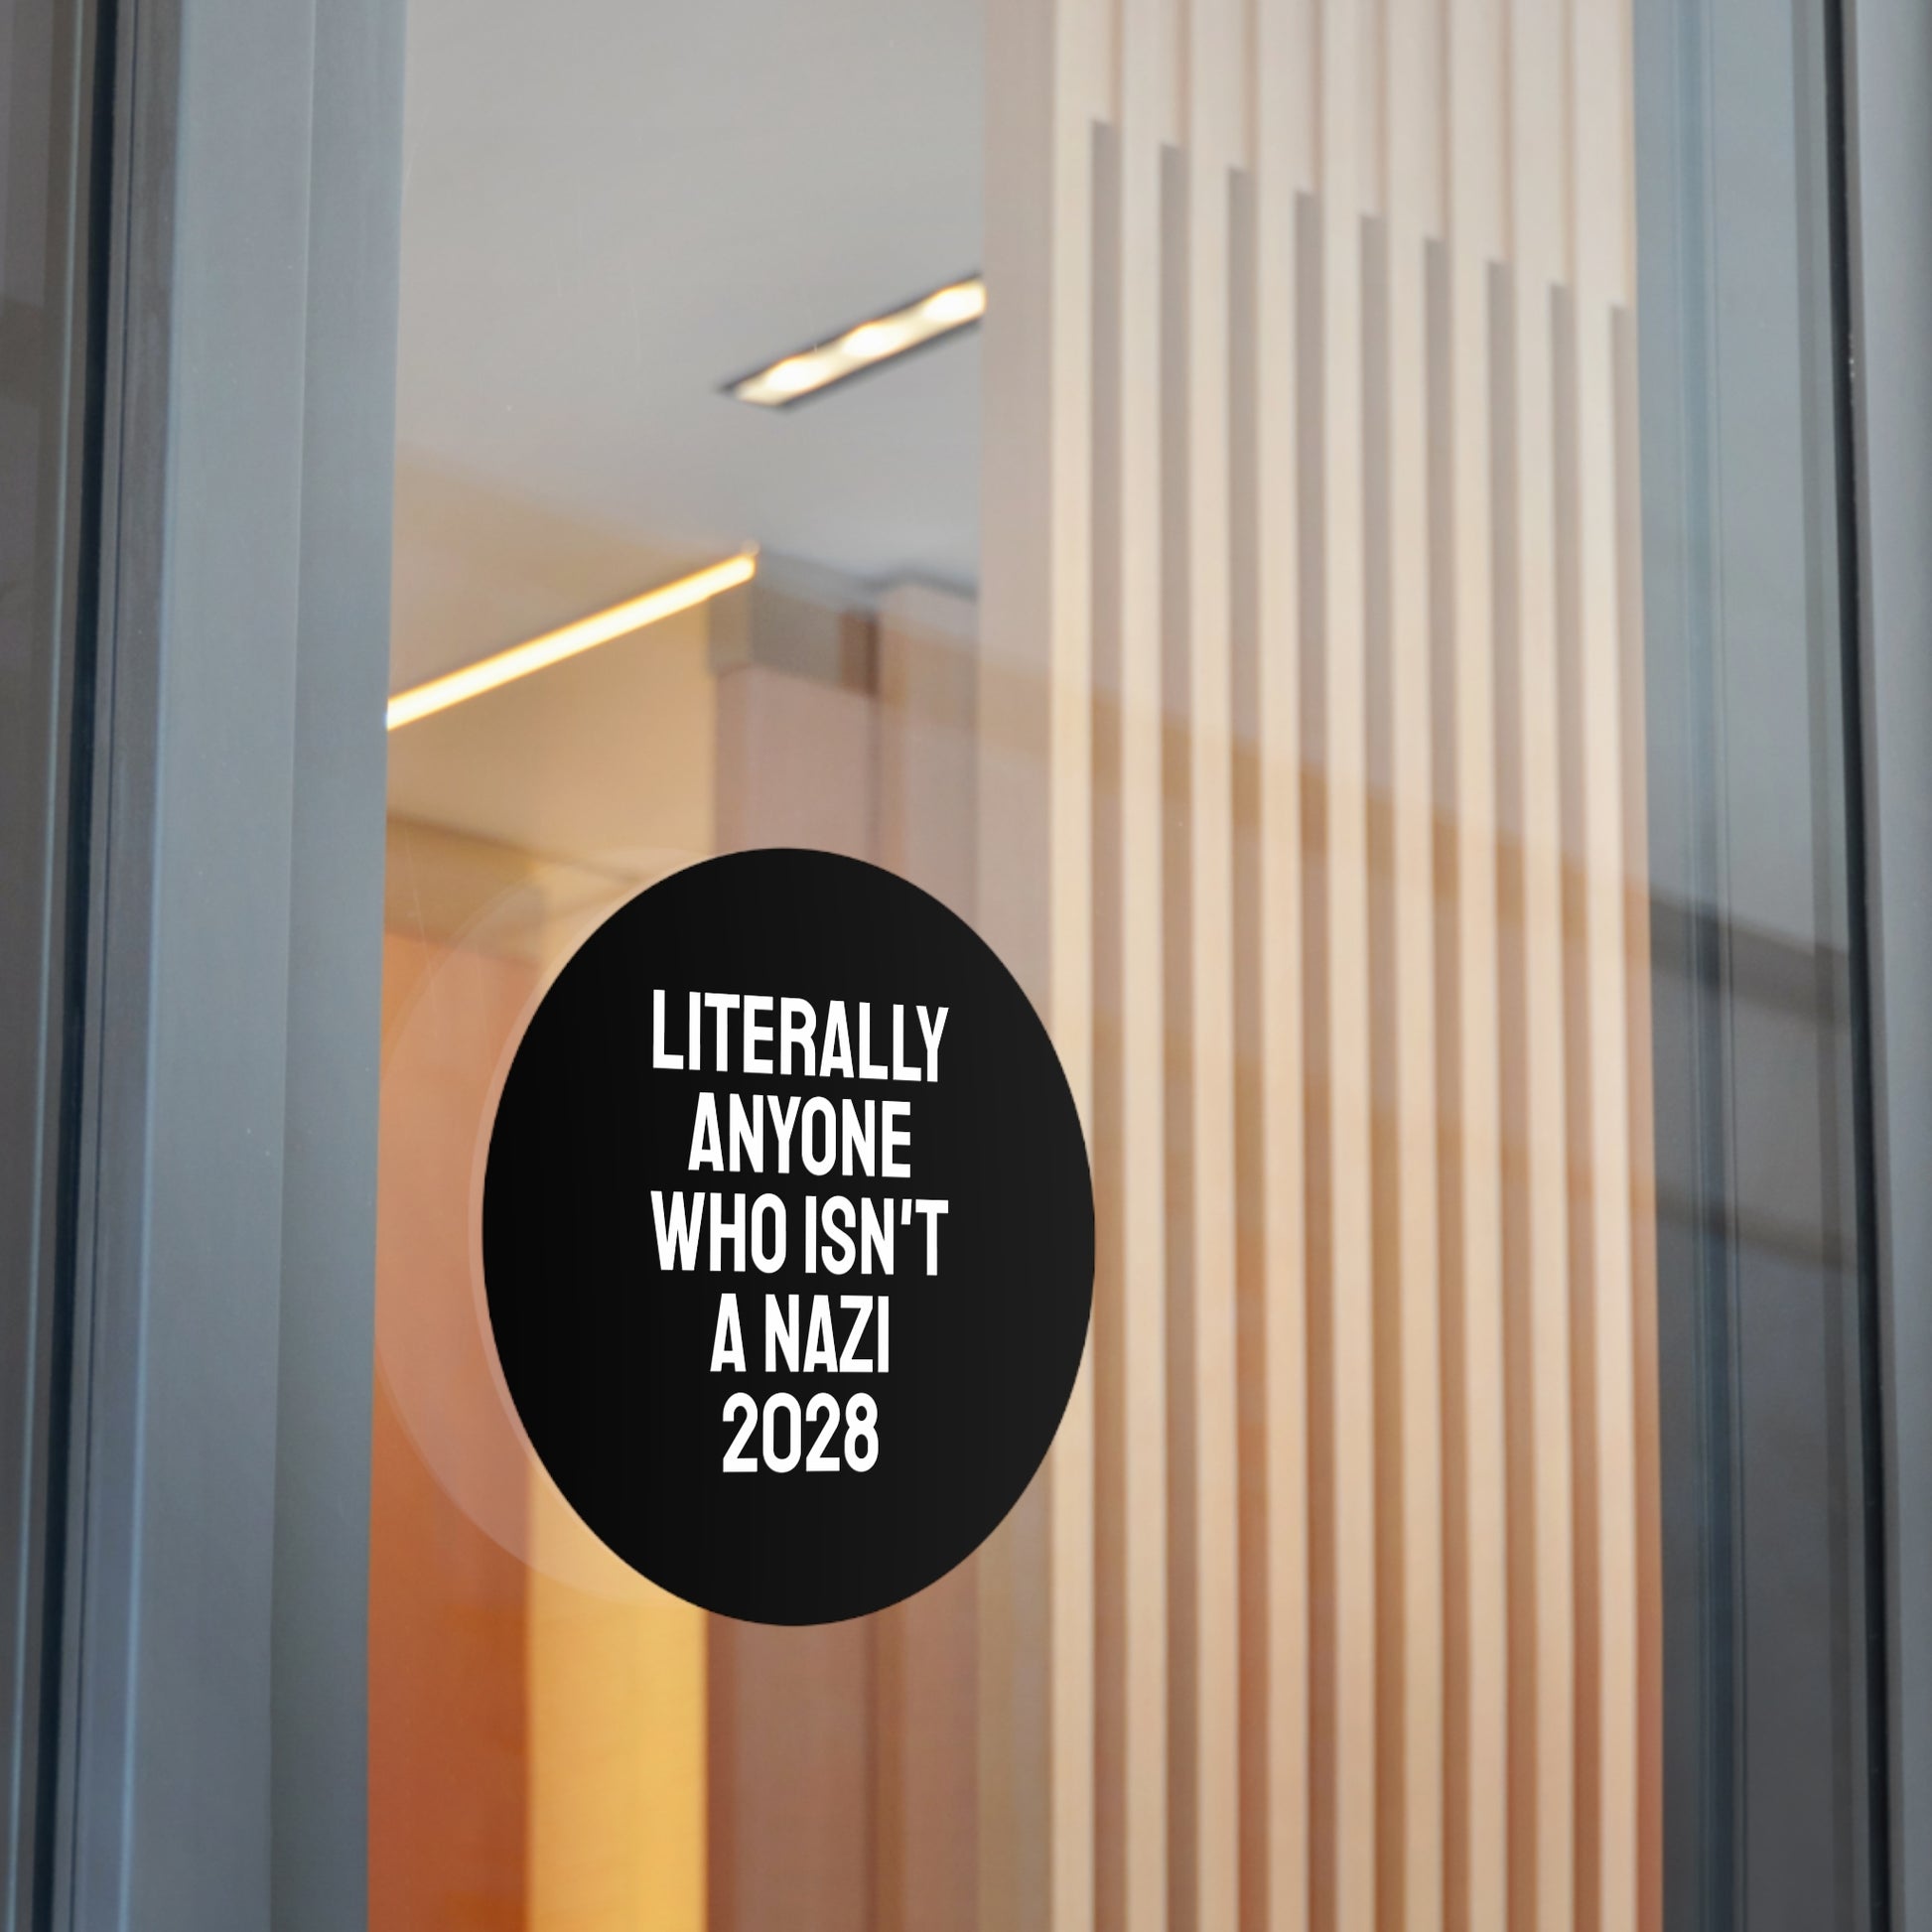 LITERALLY
ANYONE
WHO ISN'T
A NAZI
2028